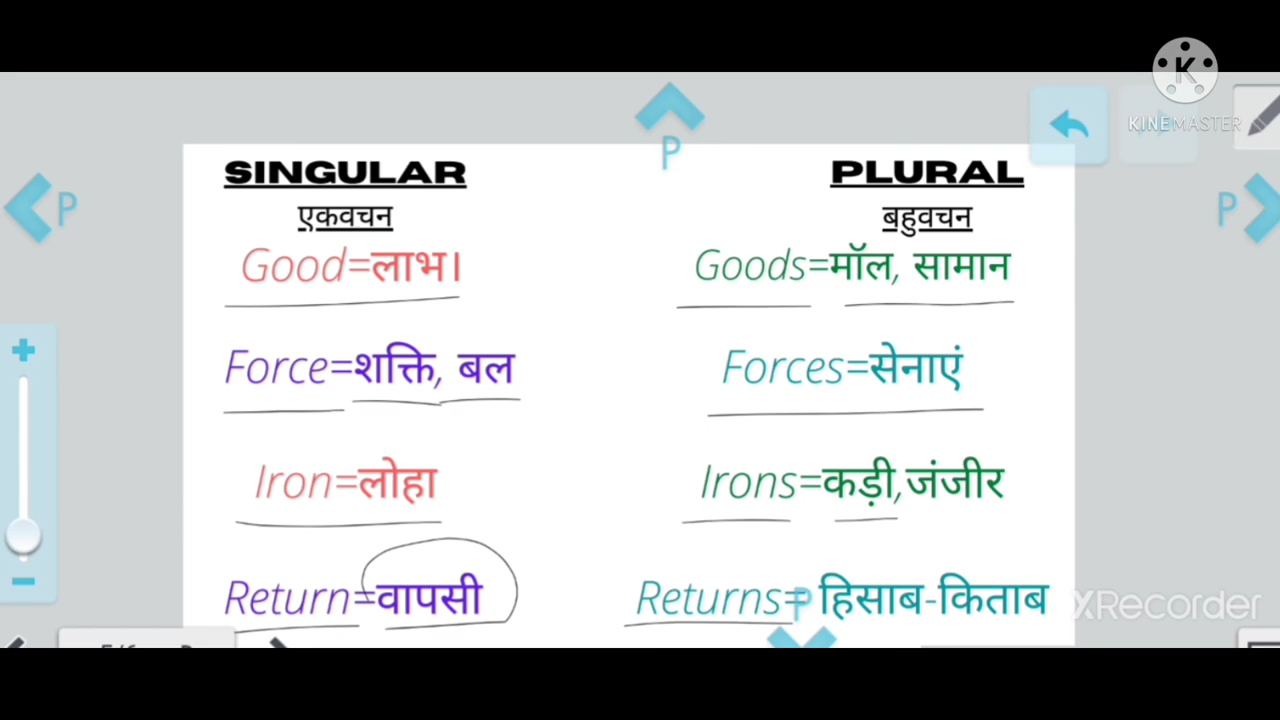 KINEMASTER
P
SINGULAR PLURAL
एकवचन बहुवचन
P P
Good=लाभ। Goods=मॉल, सामान
Force=शक्ति, बल Forces=सेनाएं
Iron=लोहा Irons=कड़ी,जंजीर
Return=वापसी Returns= हिसाब-किताब
P
XRecorder